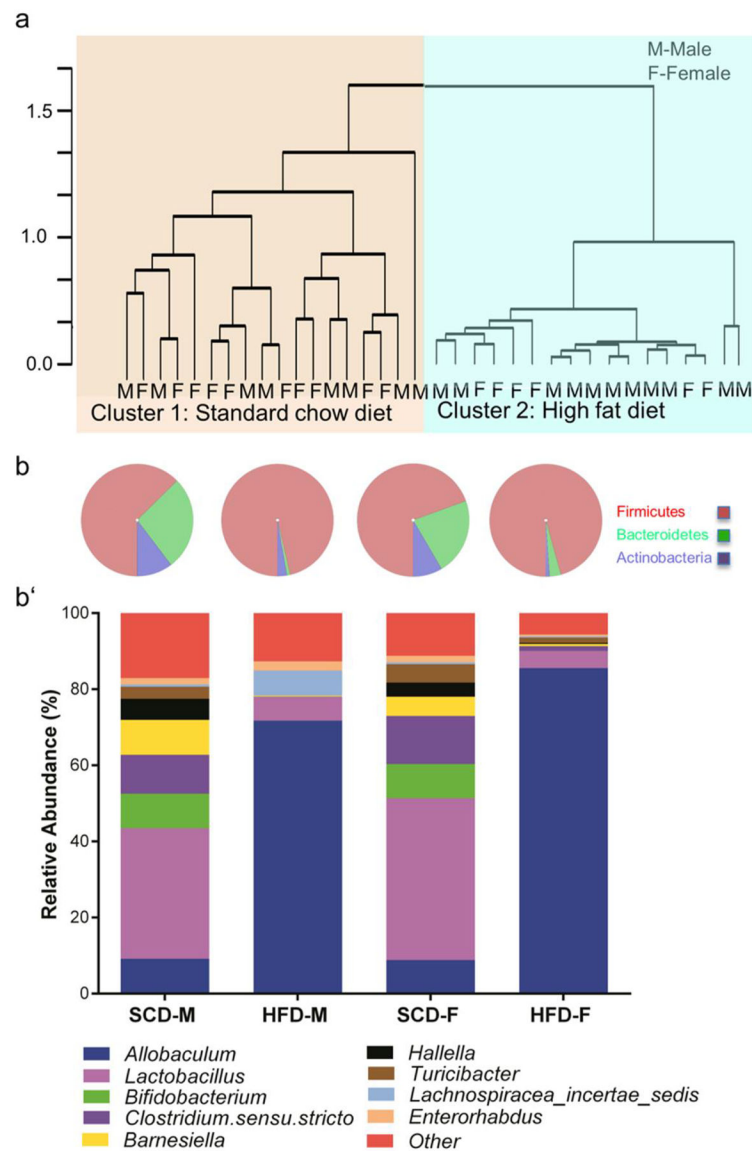 a
M-Male
F-Female
1.5
1.0
0.0
M F M F F F F M M F F M M F F M M M M F F F F M M M M M M F F M M
Cluster 1: Standard chow diet
Cluster 2: High fat diet
b
Firmicutes
Bacteroidetes
Actinobacteria
b‘
Relative Abundance (%)
100
80
60
40
20
0
SCD-M
HFD-M
SCD-F
HFD-F
Allobaculum
Lactobacillus
Bifidobacterium
Clostridium.sensu.stricto
Barnesiella
Hallella
Turicibacter
Lachnospiracea_incertae_sedis
Enterorhabdus
Other